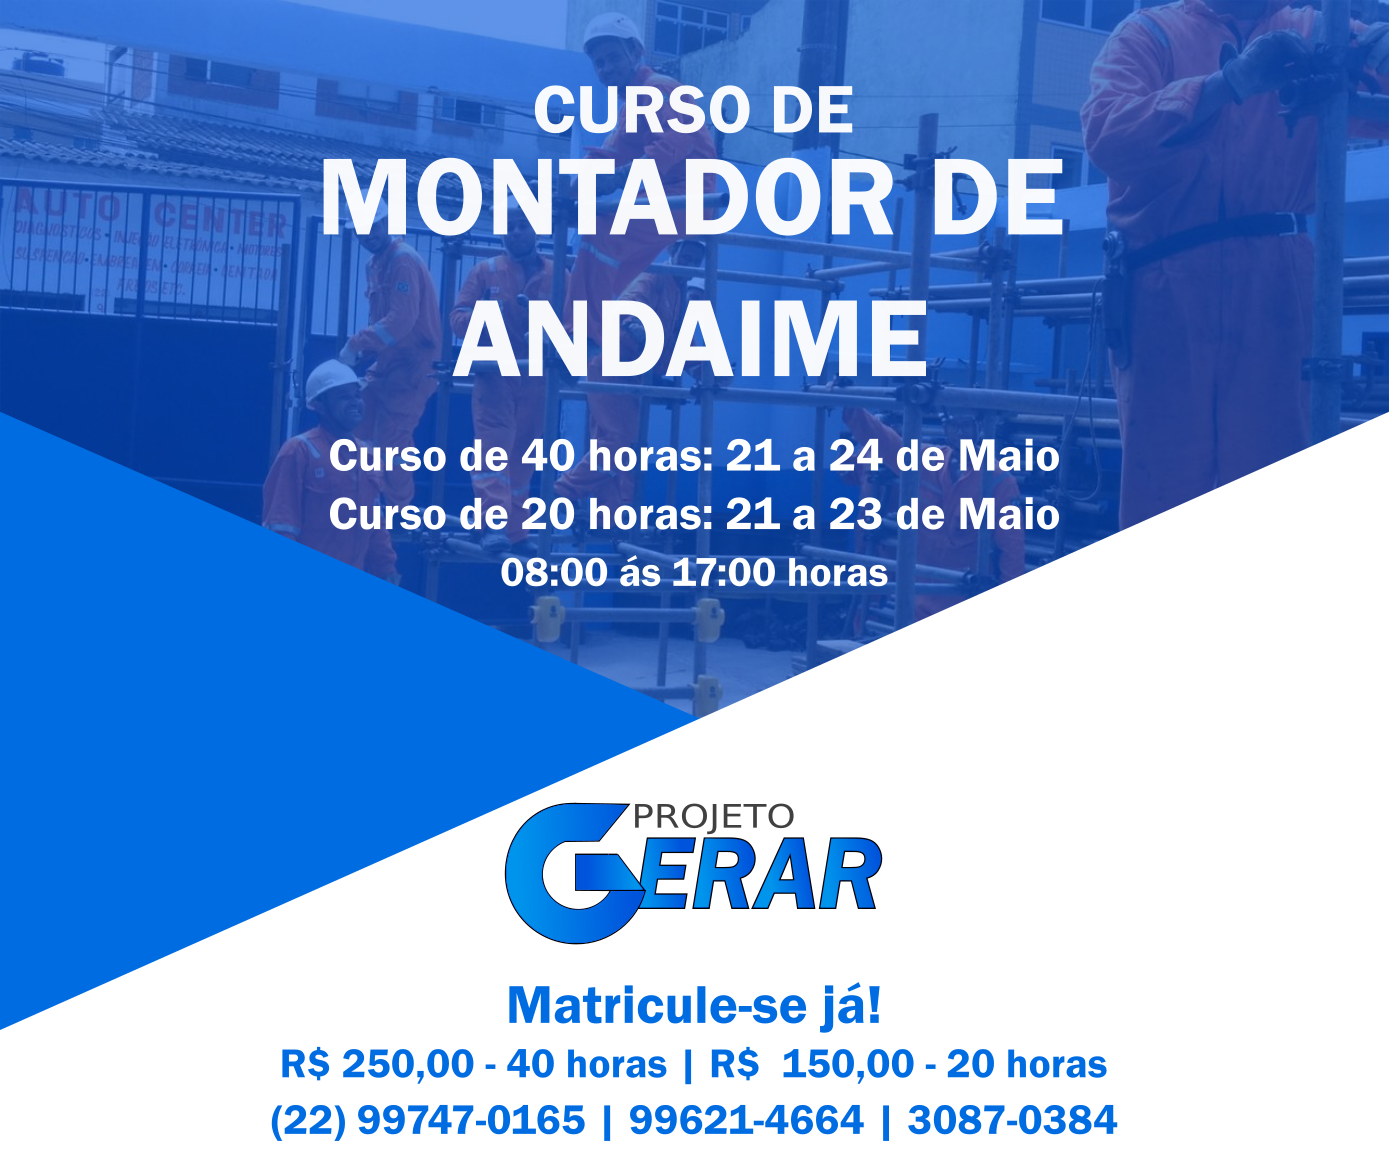 CURSO DE
MONTADOR DE
ANDAIME
AUTO CENTER
Curso de 40 horas: 21 a 24 de Maio
Curso de 20 horas: 21 a 23 de Maio
08:00 ás 17:00 horas
PROJETO
GERAR
Matricule-se já!
R$ 250,00 - 40 horas | R$  150,00 - 20 horas
(22) 99747-0165 | 99621-4664 | 3087-0384